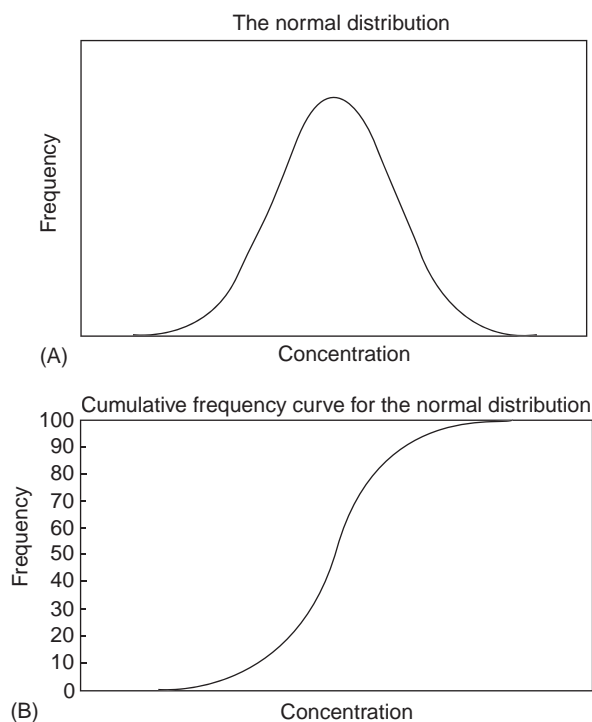 The normal distribution
Frequency
(A)
Concentration
Cumulative frequency curve for the normal distribution
100
90
80
70
60
50
40
30
20
10
0
Frequency
(B)
Concentration